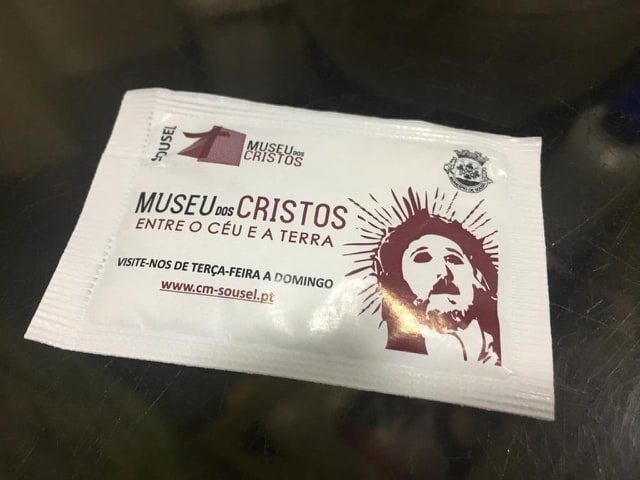 SOUSEL
MUSEU DOS
CRISTOS
MUSEU DOS CRISTOS
ENTRE O CÉU E A TERRA
VISITE-NOS DE TERÇA-FEIRA A DOMINGO
www.cm-sousel.pt